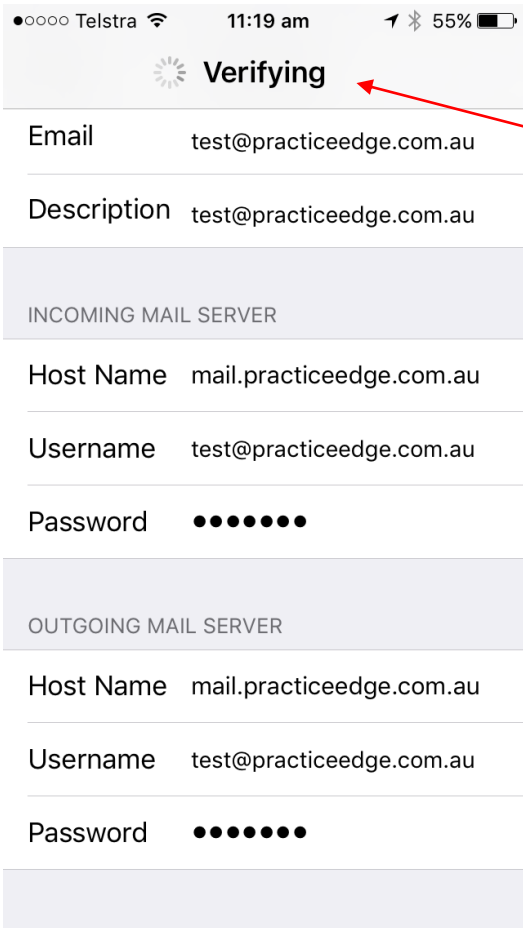 Telstra 11:19 am 55%
Verifying
Email test@practiceedge.com.au
Description test@practiceedge.com.au
INCOMING MAIL SERVER
Host Name mail.practiceedge.com.au
Username test@practiceedge.com.au
Password ●●●●●●●
OUTGOING MAIL SERVER
Host Name mail.practiceedge.com.au
Username test@practiceedge.com.au
Password ●●●●●●●